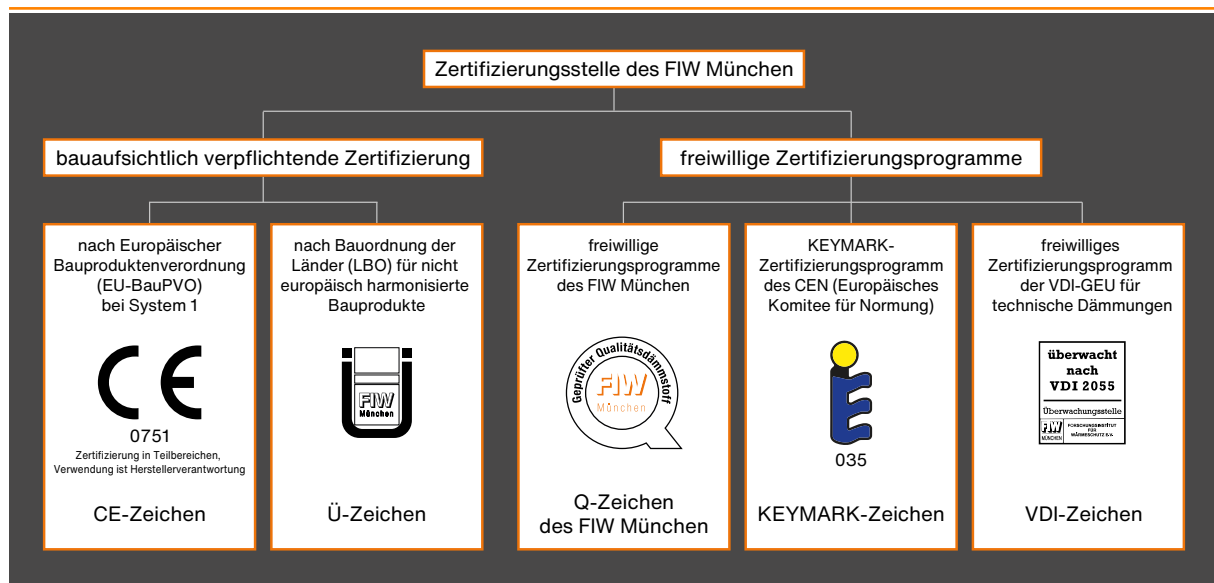 Zertifizierungsstelle des FIW München
bauaufsichtlich verpflichtende Zertifizierung
freiwillige Zertifizierungsprogramme
nach Europäischer
Bauproduktenverordnung
(EU-BauPVO)
bei System 1
CE
0751
Zertifizierung in Teilbereichen,
Verwendung ist Herstellerverantwortung
CE-Zeichen
nach Bauordnung der
Länder (LBO) für nicht
europäisch harmonisierte
Bauprodukte
FIW
München
Ü-Zeichen
freiwillige
Zertifizierungsprogramme
des FIW München
Geprüfter Qualitätsdämmstoff
FIW
München
Q-Zeichen
des FIW München
KEYMARK-
Zertifizierungsprogramm
des CEN (Europäisches
Komitee für Normung)
035
KEYMARK-Zeichen
freiwilliges
Zertifizierungsprogramm
der VDI-GEU für
technische Dämmungen
überwacht
nach
VDI 2055
Überwachungsstelle
FIW
MÜNCHEN
FORSCHUNGSINSTITUT
FÜR
WÄRMESCHUTZ E.V.
VDI-Zeichen